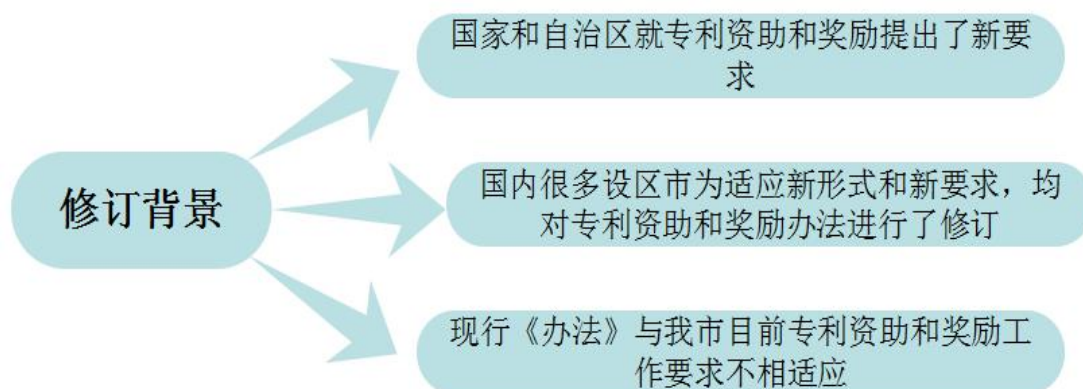 国家和自治区就专利资助和奖励提出了新要
求
修订背景
国内很多设区市为适应新形式和新要求，均
对专利资助和奖励办法进行了修订
现行《办法》与我市目前专利资助和奖励工
作要求不相适应